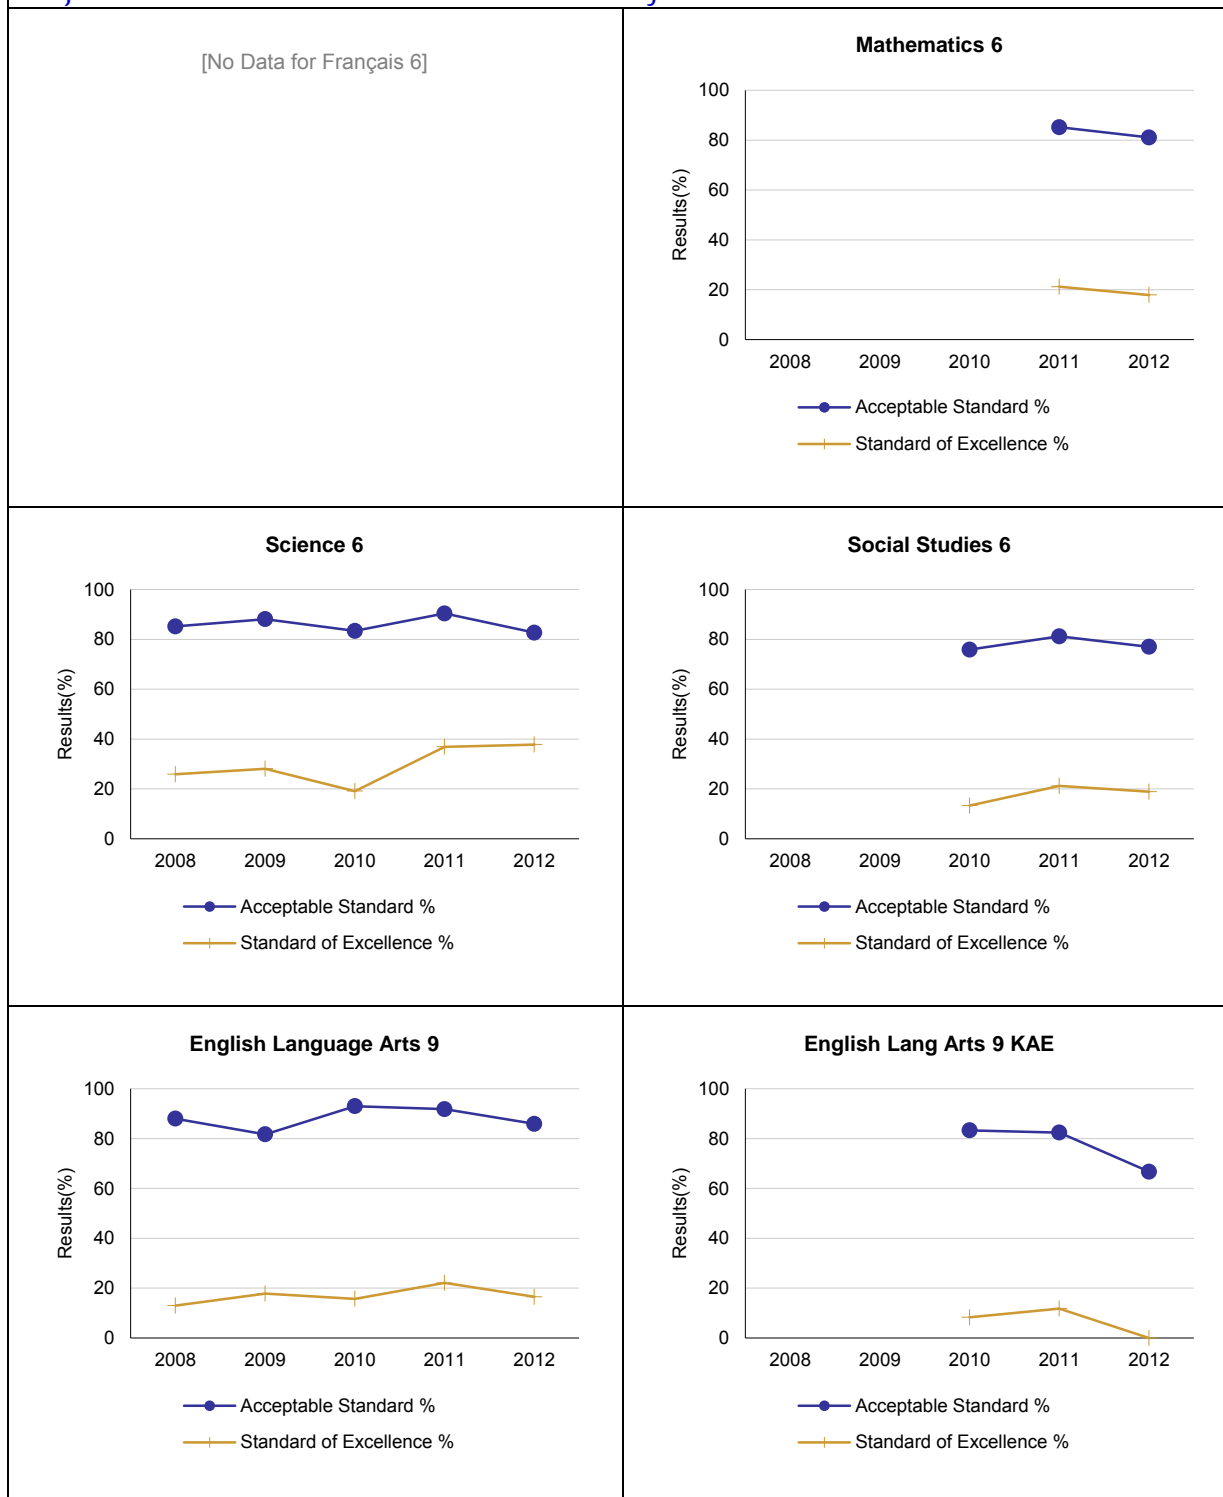 [No Data for Français 6]
Mathematics 6
Results(%)
100
80
60
40
20
0
2008 2009 2010 2011 2012
Acceptable Standard %
Standard of Excellence %
Science 6
Results(%)
100
80
60
40
20
0
2008 2009 2010 2011 2012
Acceptable Standard %
Standard of Excellence %
Social Studies 6
Results(%)
100
80
60
40
20
0
2008 2009 2010 2011 2012
Acceptable Standard %
Standard of Excellence %
English Language Arts 9
Results(%)
100
80
60
40
20
0
2008 2009 2010 2011 2012
Acceptable Standard %
Standard of Excellence %
English Lang Arts 9 KAE
Results(%)
100
80
60
40
20
0
2008 2009 2010 2011 2012
Acceptable Standard %
Standard of Excellence %